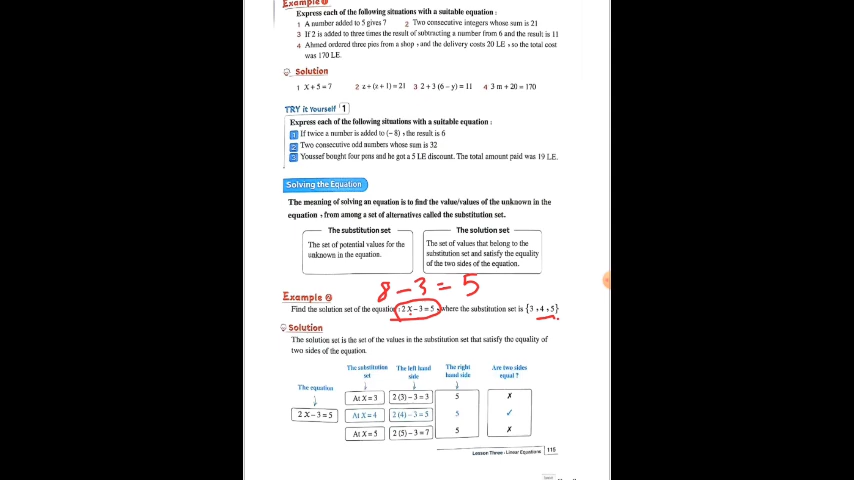 Example 1
Express each of the following situations with a suitable equation :
1 A number added to 5 gives 7 2 Two consecutive integers whose sum is 21
3 If 2 is added to three times the result of subtracting a number from 6 and the result is 11
4 Ahmed ordered three pies from a shop , and the delivery costs 20 LE , so the total cost
was 170 LE.
Solution
1 X + 5 = 7 2 z + (z + 1) = 21 3 2 + 3 (6 − y) = 11 4 3 m + 20 = 170
TRY it Yourself 1
Express each of the following situations with a suitable equation :
1 If twice a number is added to (− 8) , the result is 6
2 Two consecutive odd numbers whose sum is 32
3 Youssef bought four pens and he got a 5 LE discount. The total amount paid was 19 LE.
Solving the Equation
The meaning of solving an equation is to find the value/values of the unknown in the
equation , from among a set of alternatives called the substitution set.
The substitution set
The set of potential values for the
unknown in the equation.
The solution set
The set of values that belong to the
substitution set and satisfy the equality
of the two sides of the equation.
8 − 3 = 5
Example 2
Find the solution set of the equation : 2 X − 3 = 5 , where the substitution set is {3 , 4 , 5}
Solution
The solution set is the set of the values in the substitution set that satisfy the equality of
two sides of the equation.
The equation
The substitution set
The left hand side
The right hand side
Are two sides equal ?
2 X − 3 = 5
At X = 3 2 (3) − 3 = 3 5 ✗
At X = 4 2 (4) − 3 = 5 5 ✓
At X = 5 2 (5) − 3 = 7 5 ✗
Lesson Three : Linear Equations 115